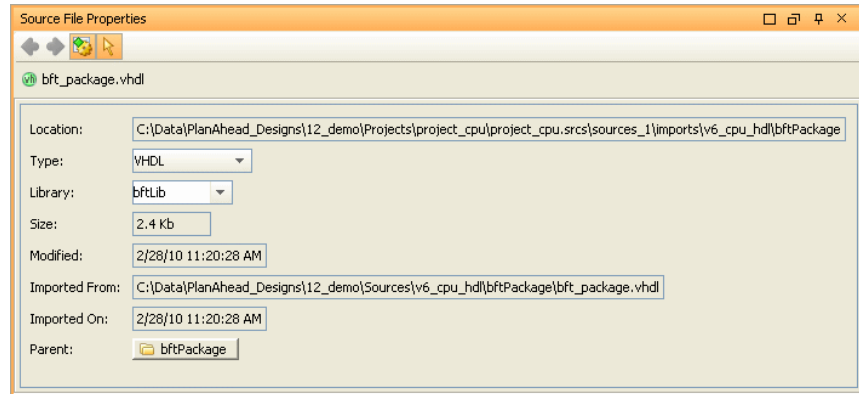 Source File Properties
bft_package.vhdl
Location: C:\Data\PlanAhead_Designs\12_demo\Projects\project_cpu\project_cpu.srcs\sources_1\imports\v6_cpu_hdl\bftPackage
Type: VHDL
Library: bftLib
Size: 2.4 Kb
Modified: 2/28/10 11:20:28 AM
Imported From: C:\Data\PlanAhead_Designs\12_demo\Sources\v6_cpu_hdl\bftPackage\bft_package.vhdl
Imported On: 2/28/10 11:20:28 AM
Parent: bftPackage